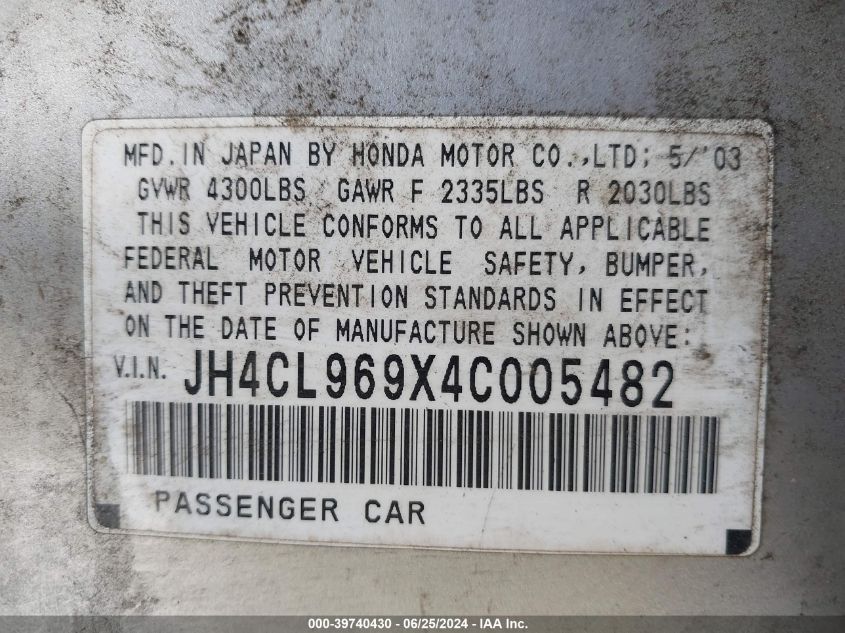 MFD. IN JAPAN BY HONDA MOTOR CO.,LTD; 5/'03
GVWR 4300LBS GAWR F 2335LBS R 2030LBS
THIS VEHICLE CONFORMS TO ALL APPLICABLE
FEDERAL MOTOR VEHICLE SAFETY, BUMPER,
AND THEFT PREVENTION STANDARDS IN EFFECT
ON THE DATE OF MANUFACTURE SHOWN ABOVE:
V.I.N. JH4CL969X4C005482
PASSENGER CAR
000-39740430 - 06/25/2024 - IAA Inc.